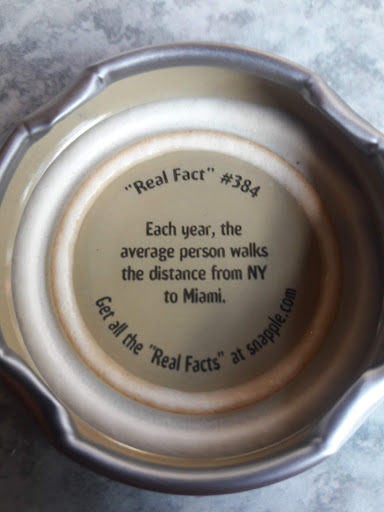 "Real Fact" #384
Each year, the
average person walks
the distance from NY
to Miami.
Get all the "Real Facts" at snapple.com